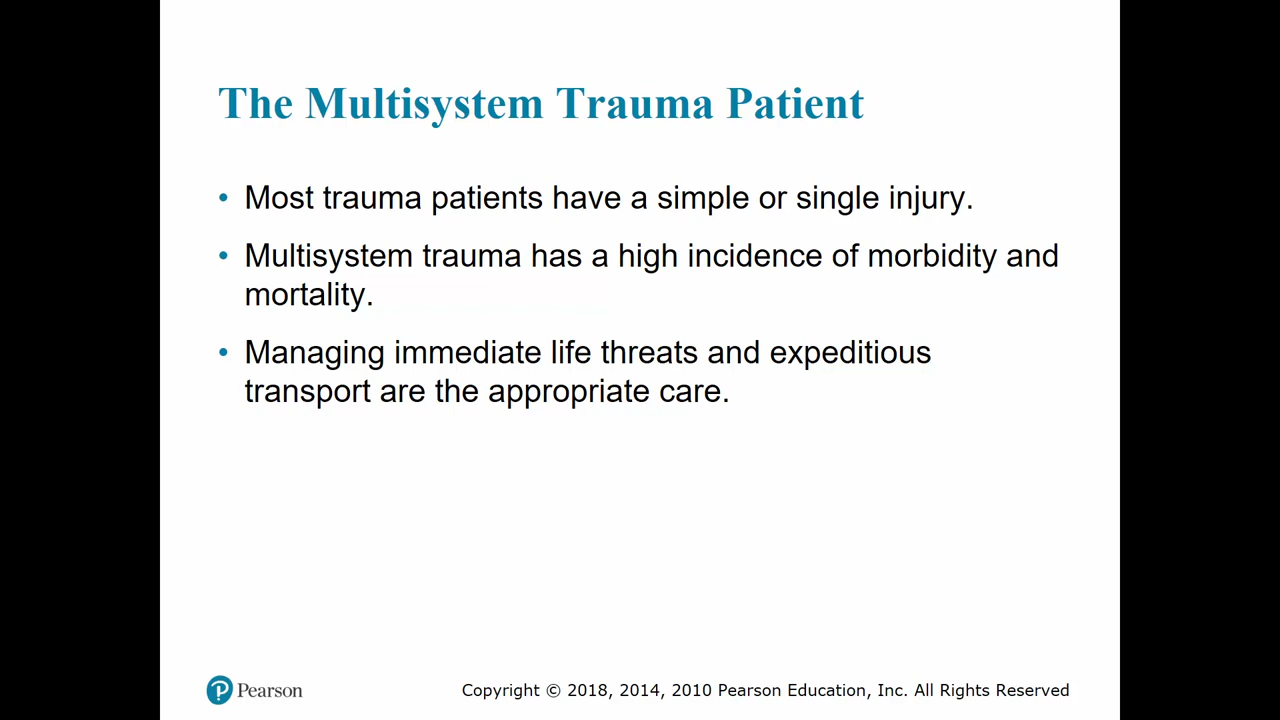 The Multisystem Trauma Patient
• Most trauma patients have a simple or single injury.
• Multisystem trauma has a high incidence of morbidity and
mortality.
• Managing immediate life threats and expeditious
transport are the appropriate care.
P Pearson
Copyright © 2018, 2014, 2010 Pearson Education, Inc. All Rights Reserved